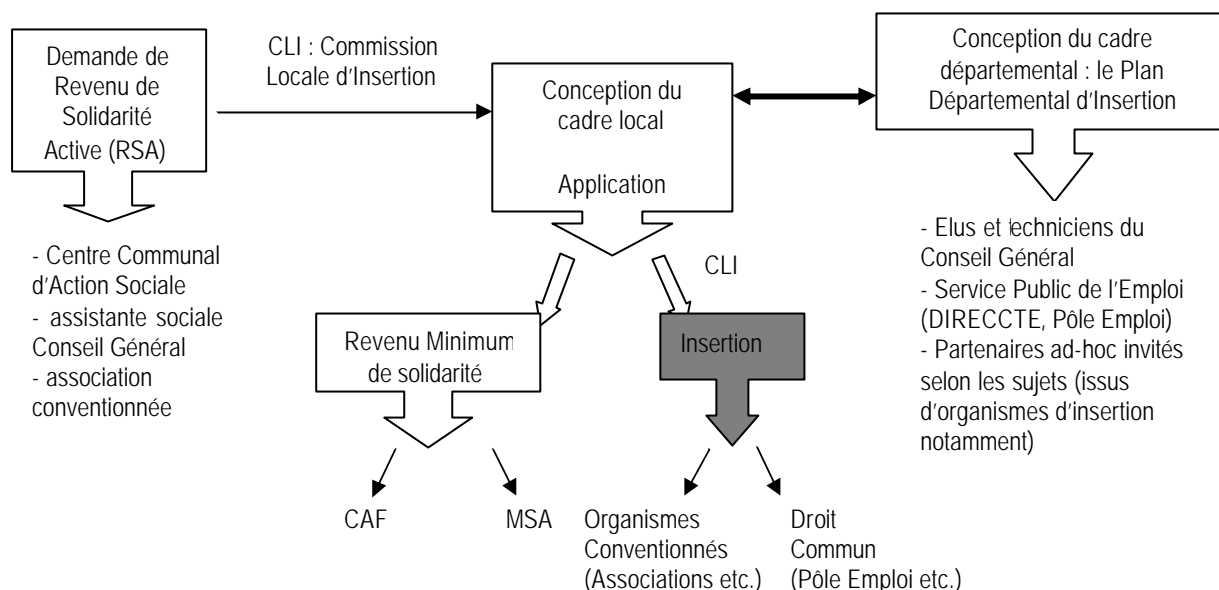 Demande de
Revenu de
Solidarité
Active (RSA)
- Centre Communal
d'Action Sociale
- assistante sociale
Conseil Général
- association
conventionnée
CLI : Commission
Locale d'Insertion
Conception du
cadre local
Application
Conception du cadre
départemental : le Plan
Départemental d'Insertion
- Elus et techniciens du
Conseil Général
- Service Public de l'Emploi
(DIRECCTE, Pôle Emploi)
- Partenaires ad-hoc invités
selon les sujets (issus
d'organismes d'insertion
notamment)
CLI
Revenu Minimum
de solidarité
Insertion
CAF
MSA
Organismes
Conventionnés
(Associations etc.)
Droit
Commun
(Pôle Emploi etc.)